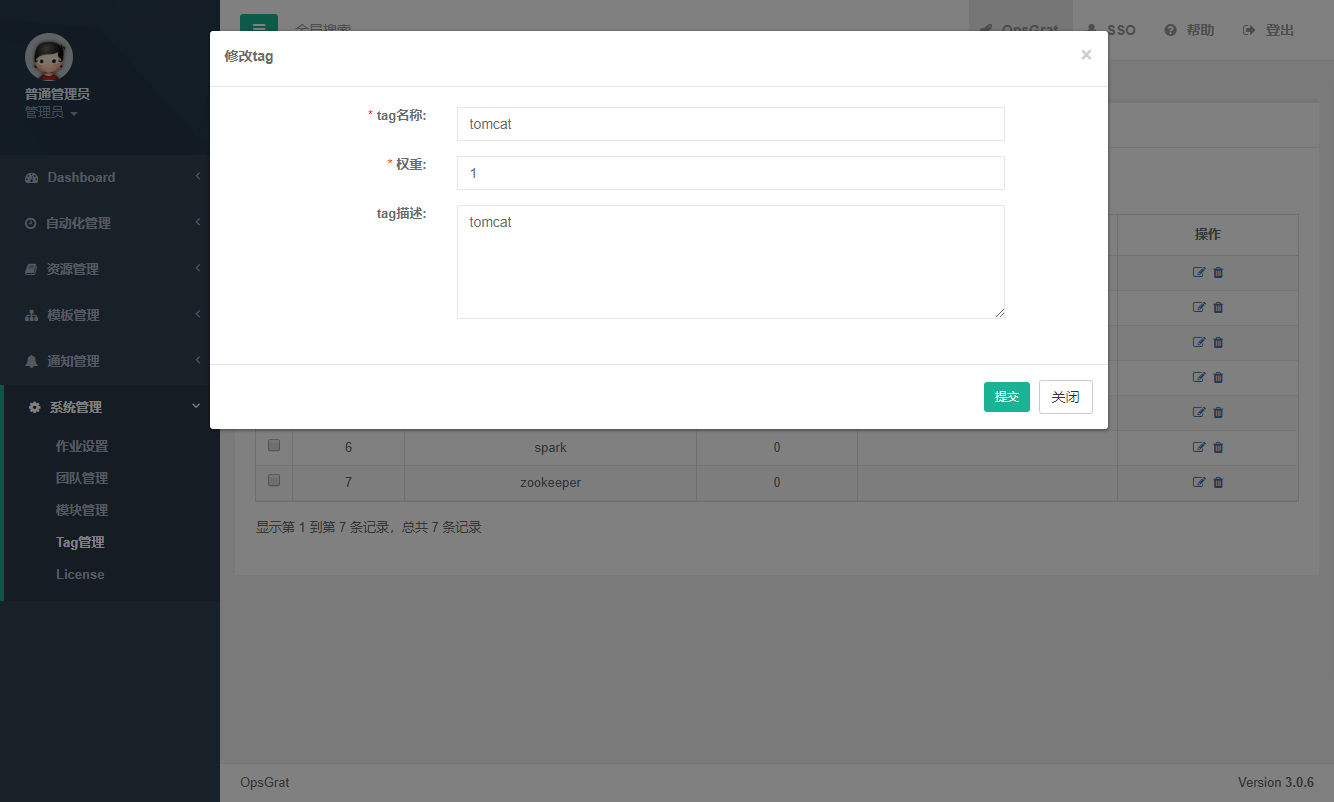 全局搜索
OpsGrat
SSO
帮助
登出
普通管理员
管理员
Dashboard
自动化管理
资源管理
模板管理
通知管理
系统管理
作业设置
团队管理
模块管理
Tag管理
License
修改tag
×
* tag名称:
tomcat
* 权重:
1
tag描述:
tomcat
提交
关闭
操作
6 spark 0
7 zookeeper 0
显示第 1 到第 7 条记录，总共 7 条记录
OpsGrat
Version 3.0.6